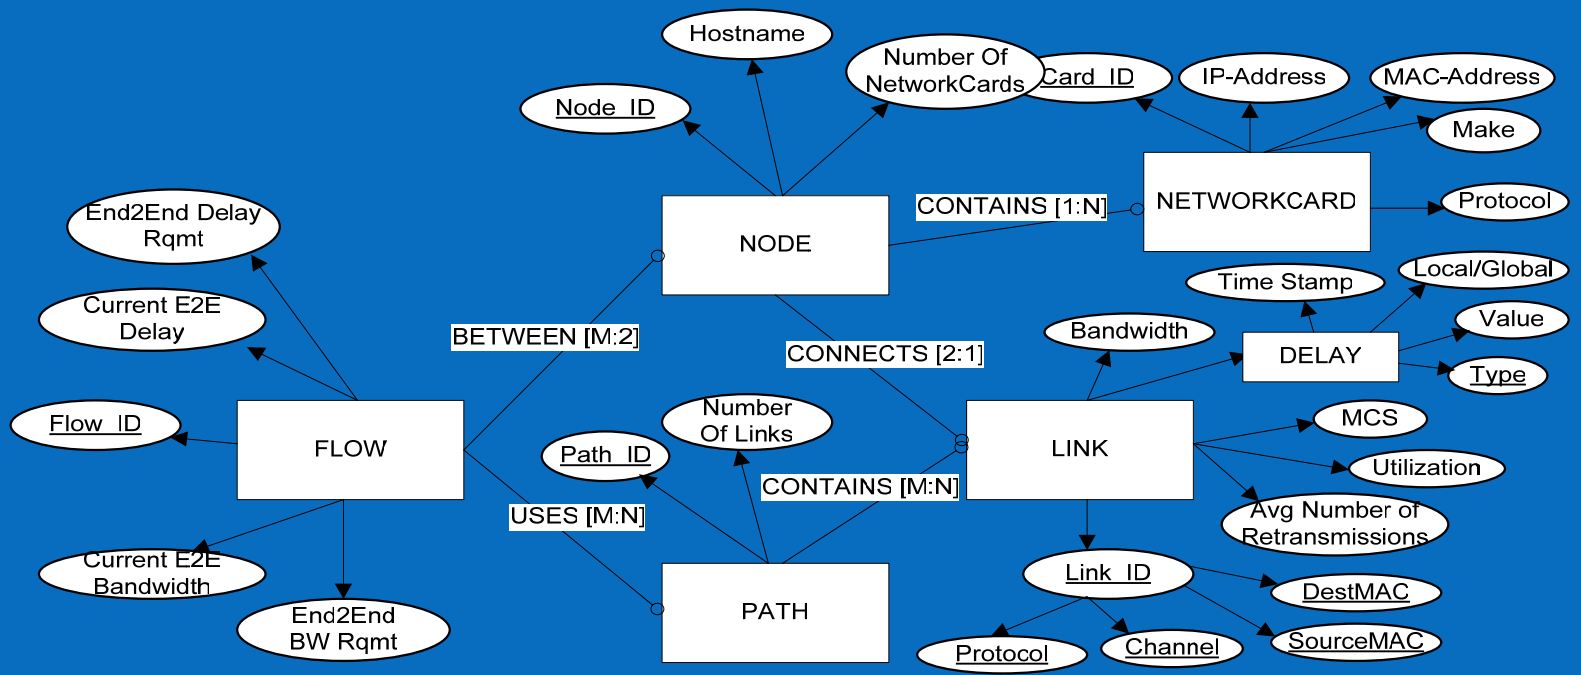 Hostname
Number Of
NetworkCards
Card_ID
IP-Address
MAC-Address
Node_ID
Make
NETWORKCARD
Protocol
CONTAINS [1:N]
End2End Delay
Rqmt
NODE
Local/Global
Time Stamp
Current E2E
Delay
Value
Bandwidth
BETWEEN [M:2]
CONNECTS [2:1]
DELAY
Type
Number
Of Links
MCS
Flow_ID
FLOW
Path_ID
LINK
Utilization
CONTAINS [M:N]
USES [M:N]
Avg Number of
Retransmissions
Current E2E
Bandwidth
Link_ID
DestMAC
End2End
BW Rqmt
PATH
Protocol
Channel
SourceMAC